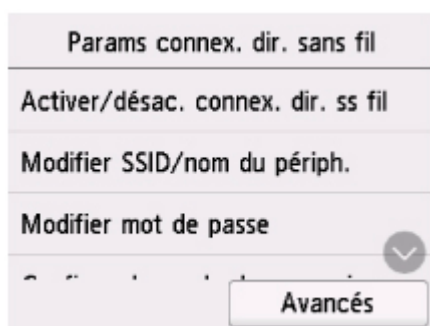 Params connex. dir. sans fil
Activer/désac. connex. dir. ss fil
Modifier SSID/nom du périph.
Modifier mot de passe
Avancés